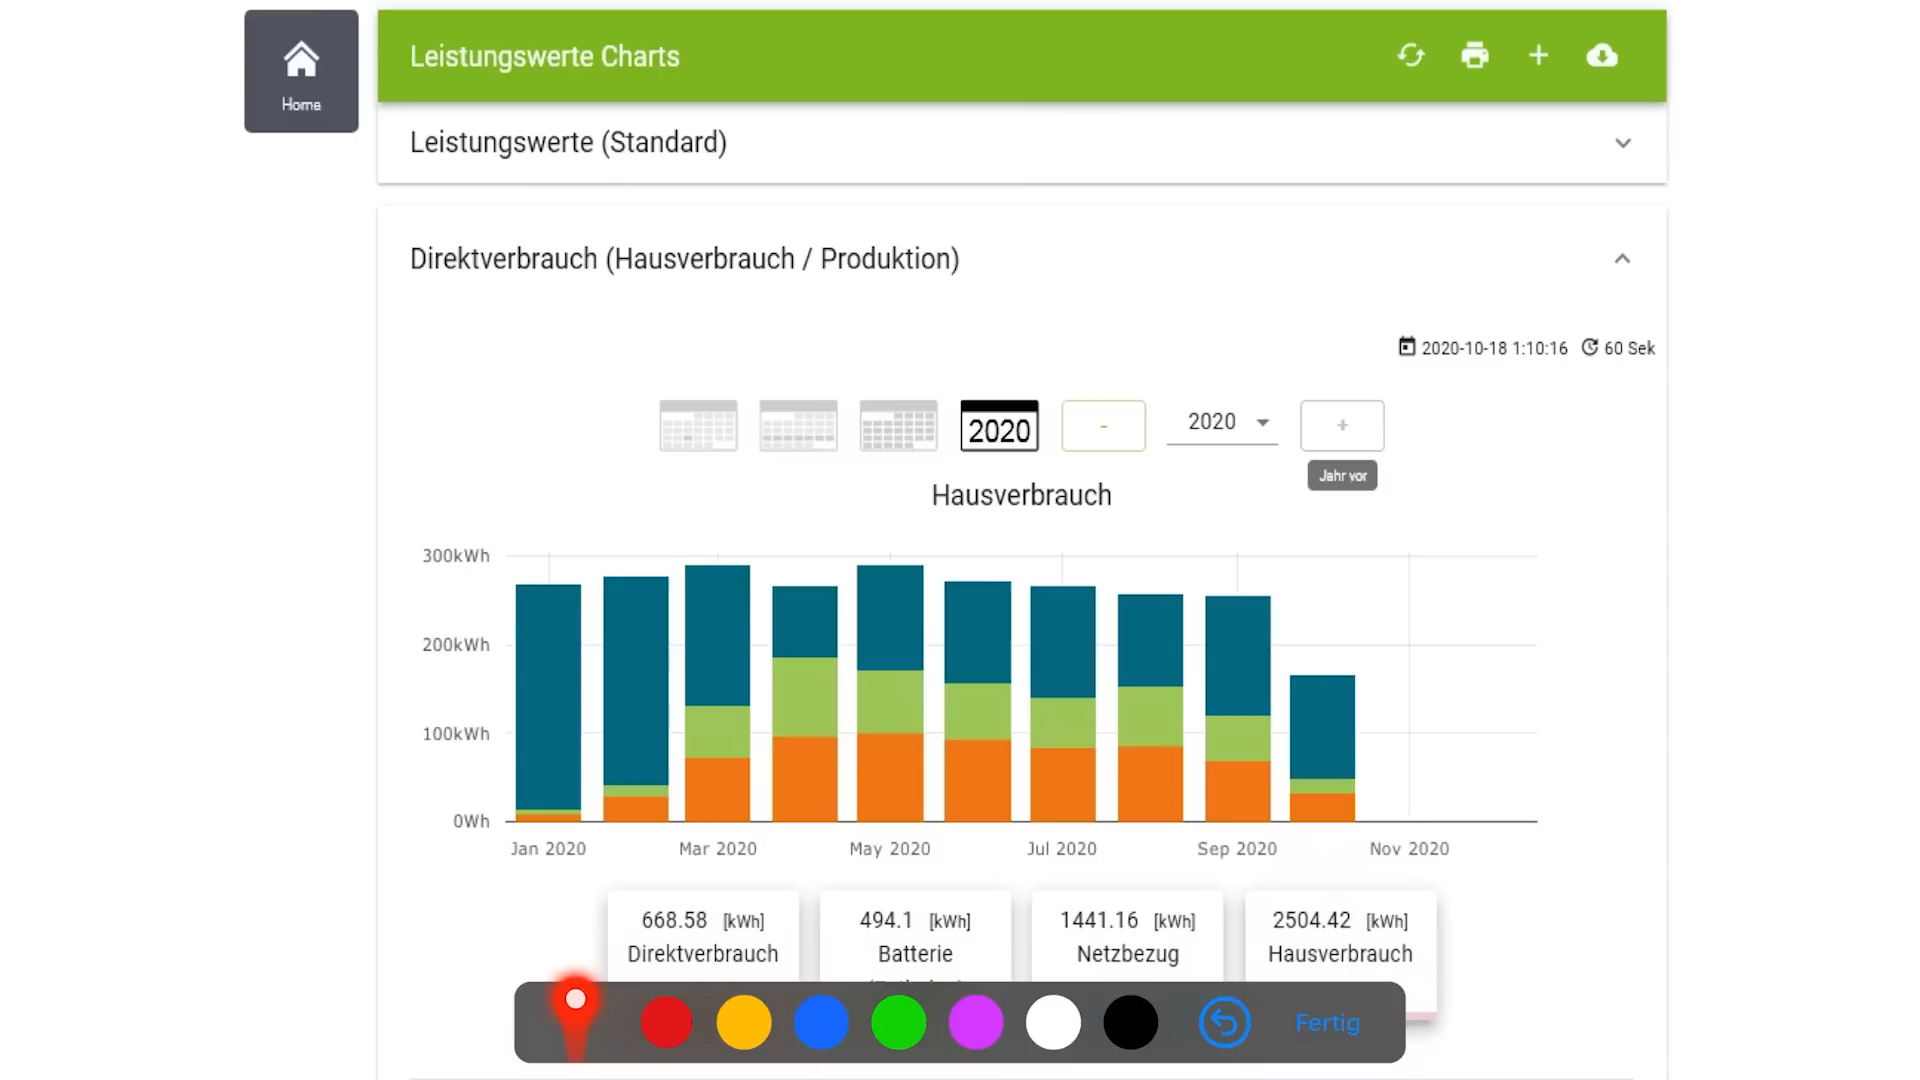 Home
Leistungswerte Charts
Leistungswerte (Standard)
Direktverbrauch (Hausverbrauch / Produktion)
2020-10-18 1:10:16 60 Sek
2020 - 2020 +
Jahr vor
Hausverbrauch
300kWh
200kWh
100kWh
0Wh
Jan 2020 Mar 2020 May 2020 Jul 2020 Sep 2020 Nov 2020
668.58 [kWh] 494.1 [kWh] 1441.16 [kWh] 2504.42 [kWh]
Direktverbrauch Batterie Netzbezug Hausverbrauch
Fertig